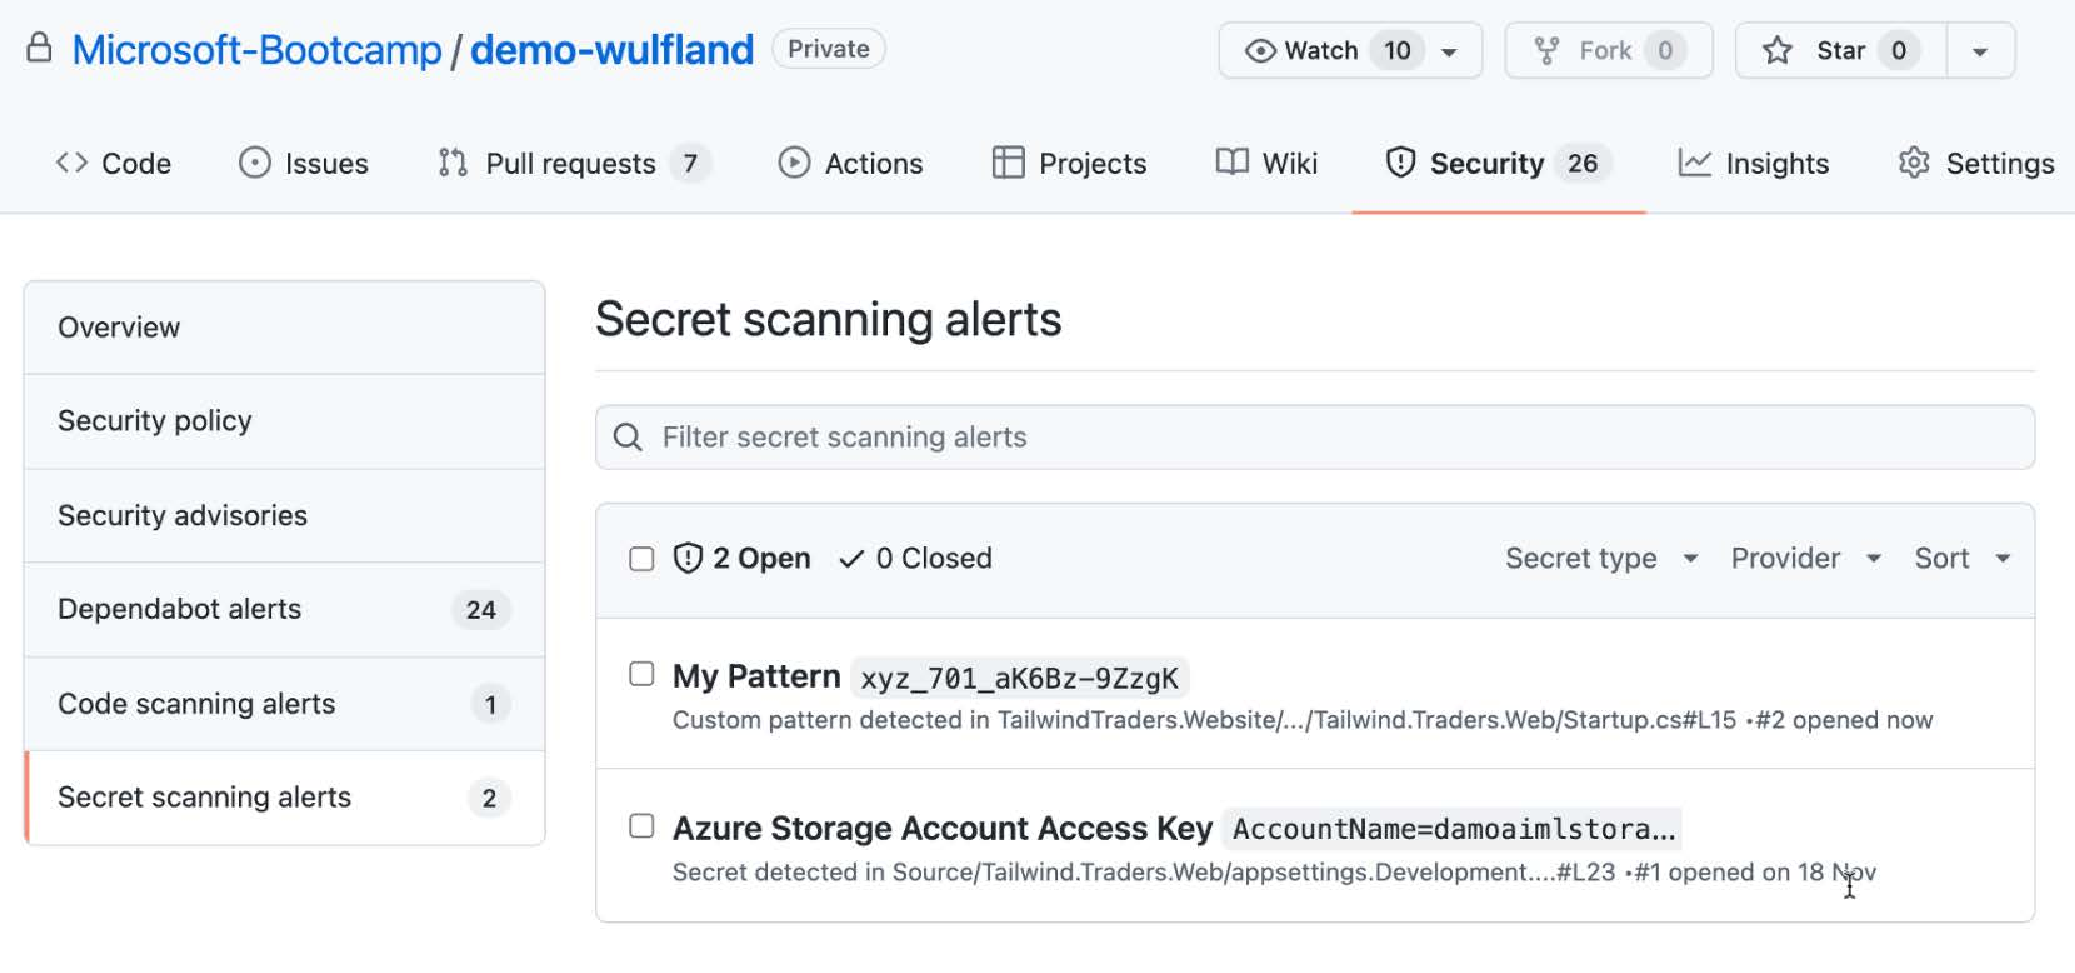 Microsoft-Bootcamp / demo-wulfland Private Watch 10 Fork 0 Star 0
Code Issues Pull requests 7 Actions Projects Wiki Security 26 Insights Settings
Overview
Security policy
Security advisories
Dependabot alerts 24
Code scanning alerts 1
Secret scanning alerts 2
Secret scanning alerts
Filter secret scanning alerts
2 Open 0 Closed Secret type Provider Sort
My Pattern xyz_701_aK6Bz-9ZzgK
Custom pattern detected in TailwindTraders.Website/.../Tailwind.Traders.Web/Startup.cs#L15 •#2 opened now
Azure Storage Account Access Key AccountName=damoaimlstora...
Secret detected in Source/Tailwind.Traders.Web/appsettings.Development....#L23 •#1 opened on 18 Nov